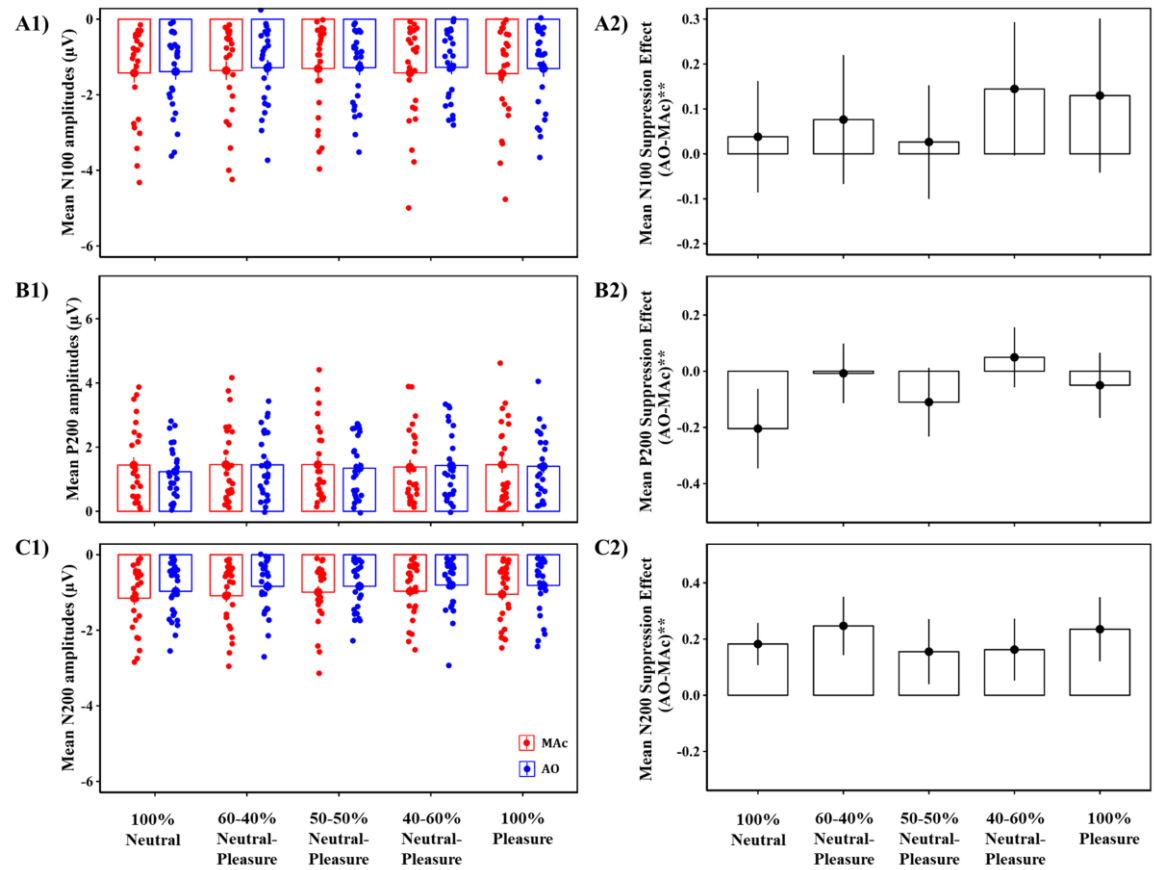 A1)
Mean N100 amplitudes (µV)
0
-2
-4
-6
A2)
Mean N100 Suppression Effect
(AO-MAc)**
0.3
0.2
0.1
0.0
-0.1
-0.2
B1)
Mean P200 amplitudes (µV)
6
4
2
0
B2)
Mean P200 Suppression Effect
(AO-MAc)**
0.2
0.0
-0.2
-0.4
C1)
Mean N200 amplitudes (µV)
0
-2
-4
-6
MAc
AO
C2)
Mean N200 Suppression Effect
(AO-MAc)**
0.4
0.2
0.0
-0.2
100%
Neutral
60-40%
Neutral-
Pleasure
50-50%
Neutral-
Pleasure
40-60%
Neutral-
Pleasure
100%
Pleasure
100%
Neutral
60-40%
Neutral-
Pleasure
50-50%
Neutral-
Pleasure
40-60%
Neutral-
Pleasure
100%
Pleasure